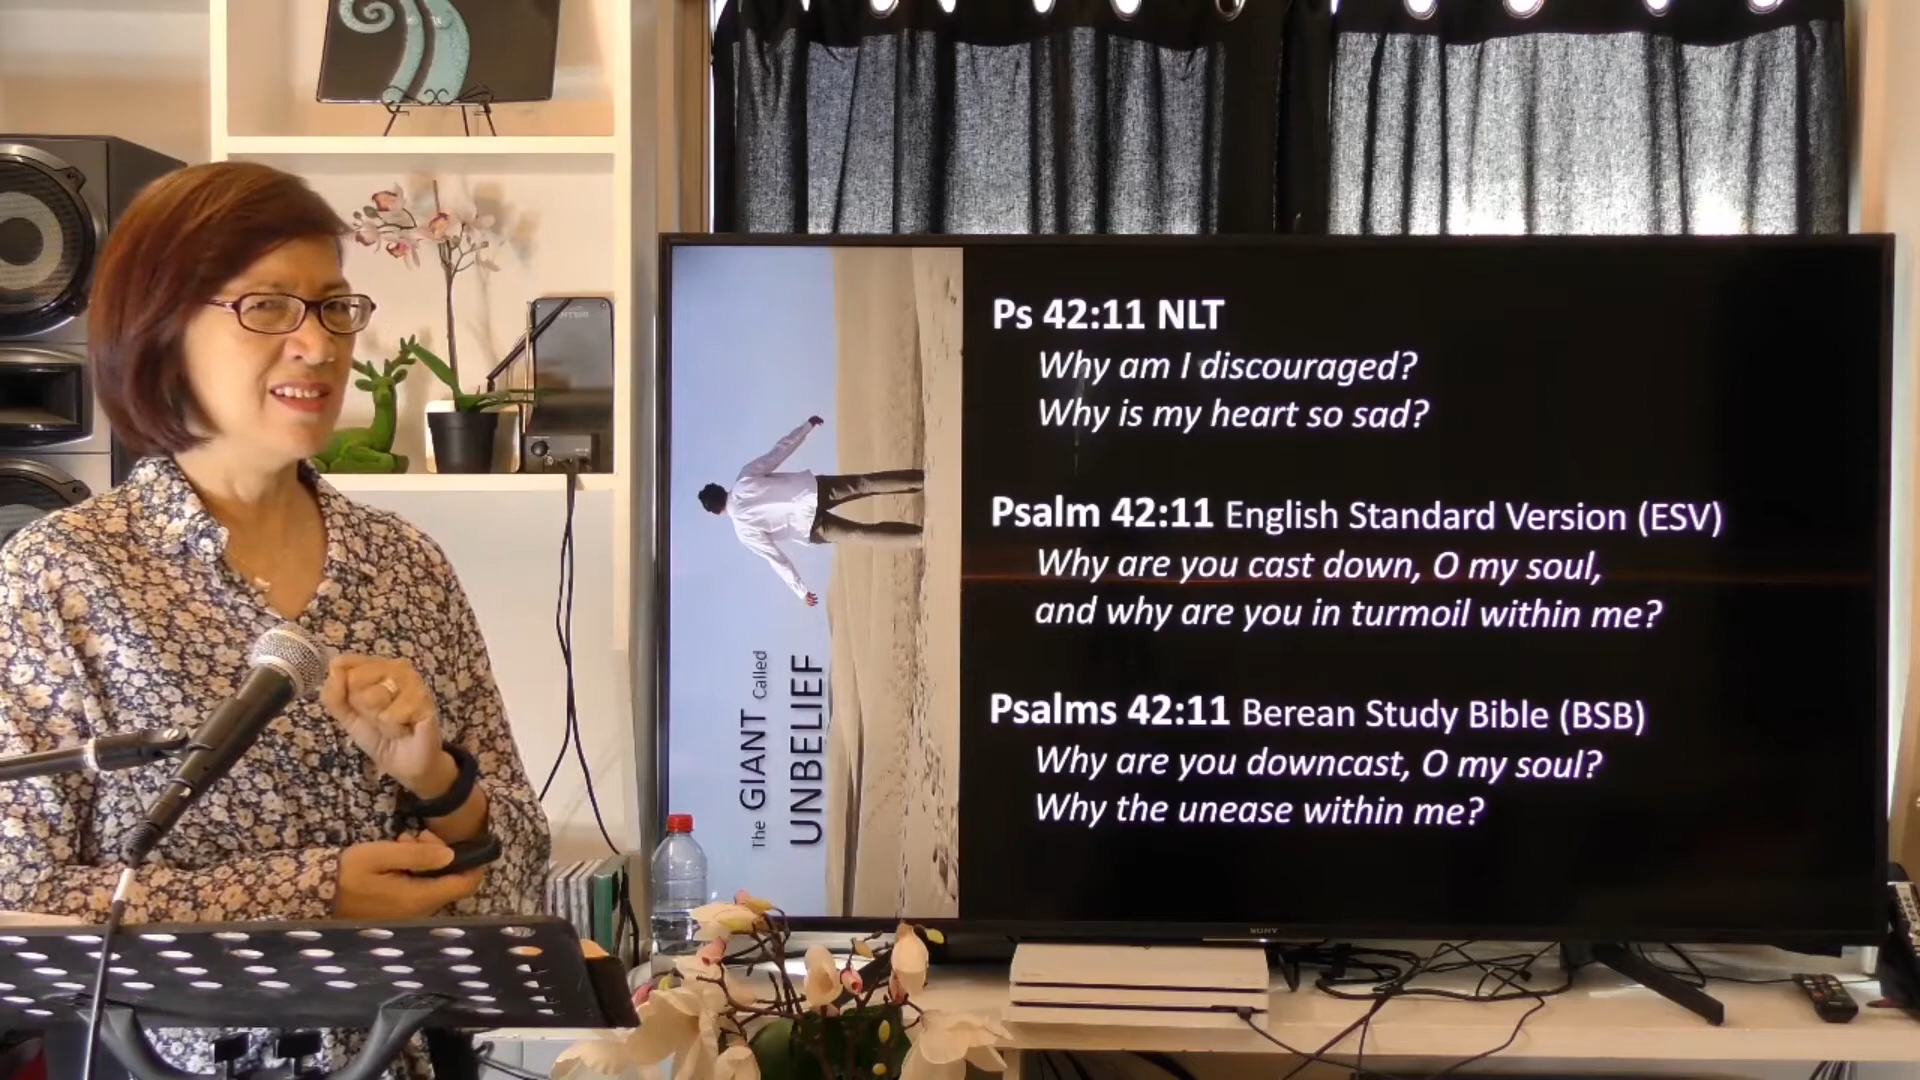 The GIANT Called
UNBELIEF
Ps 42:11 NLT
Why am I discouraged?
Why is my heart so sad?
Psalm 42:11 English Standard Version (ESV)
Why are you cast down, O my soul,
and why are you in turmoil within me?
Psalms 42:11 Berean Study Bible (BSB)
Why are you downcast, O my soul?
Why the unease within me?
SONY